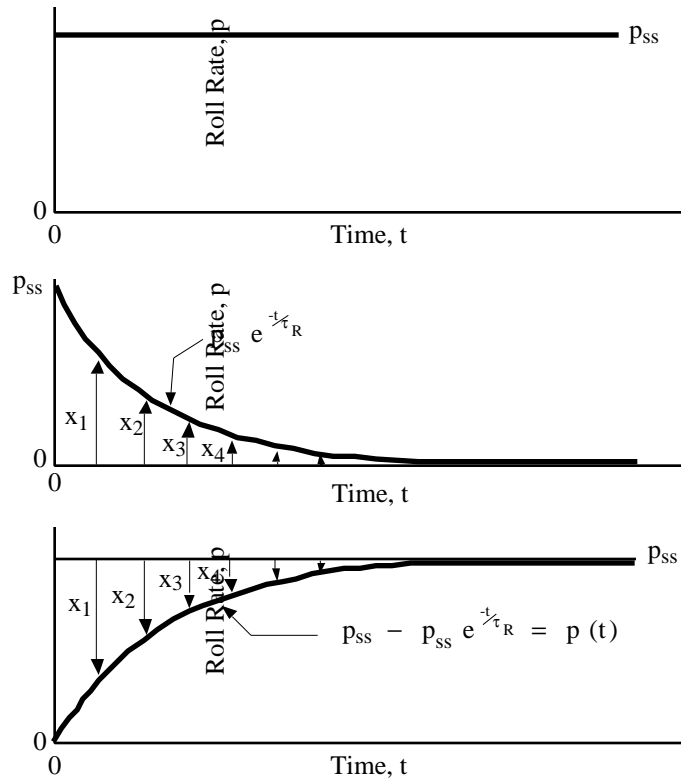 p_ss
Roll Rate, p
0
0
Time, t
p_ss
Roll Rate, p
p_ss e^-t/τ_R
x_1
x_2
x_3
x_4
0
0
Time, t
p_ss
Roll Rate, p
x_1
x_2
x_3
x_4
p_ss – p_ss e^-t/τ_R = p (t)
0
0
Time, t